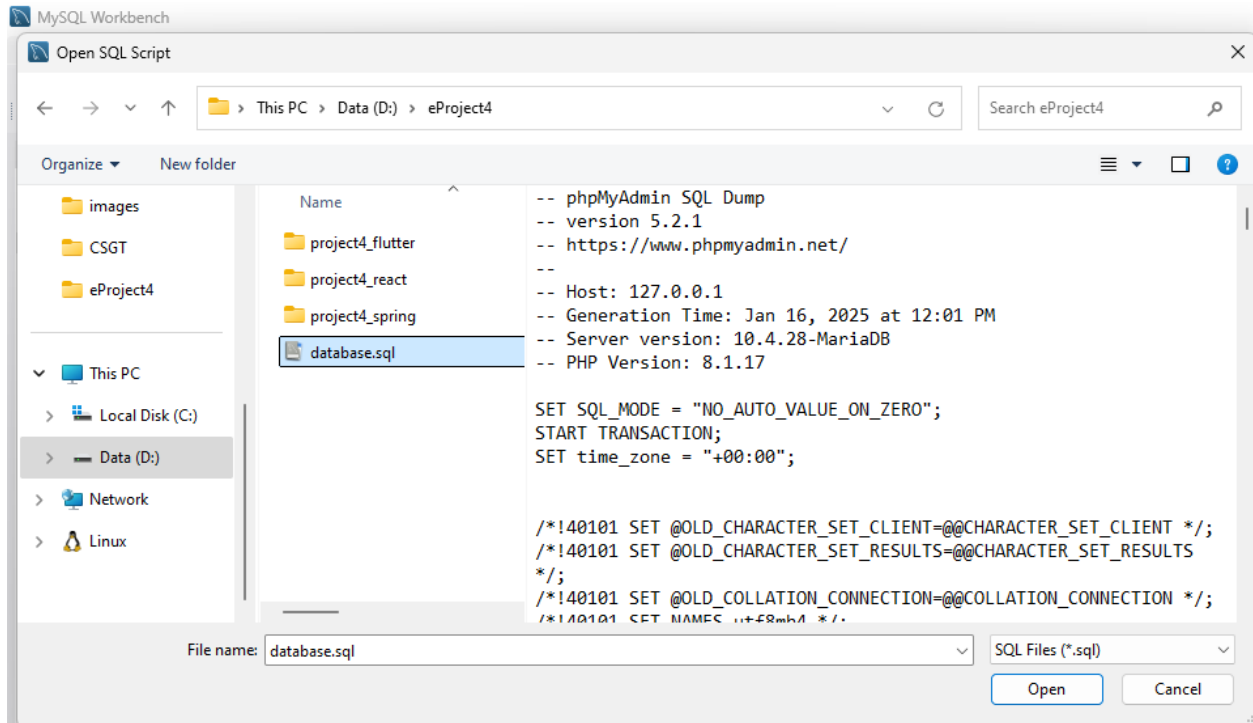 MySQL Workbench
Open SQL Script
This PC > Data (D:) > eProject4
Search eProject4
Organize
New folder
images
CSGT
eProject4
This PC
Local Disk (C:)
Data (D:)
Network
Linux
Name
project4_flutter
project4_react
project4_spring
database.sql
-- phpMyAdmin SQL Dump
-- version 5.2.1
-- https://www.phpmyadmin.net/
--
-- Host: 127.0.0.1
-- Generation Time: Jan 16, 2025 at 12:01 PM
-- Server version: 10.4.28-MariaDB
-- PHP Version: 8.1.17
SET SQL_MODE = "NO_AUTO_VALUE_ON_ZERO";
START TRANSACTION;
SET time_zone = "+00:00";
/*!40101 SET @OLD_CHARACTER_SET_CLIENT=@@CHARACTER_SET_CLIENT */;
/*!40101 SET @OLD_CHARACTER_SET_RESULTS=@@CHARACTER_SET_RESULTS
*/;
/*!40101 SET @OLD_COLLATION_CONNECTION=@@COLLATION_CONNECTION */;
/*!40101 SET NAMES utf8mb4 */;
File name: database.sql
SQL Files (*.sql)
Open
Cancel